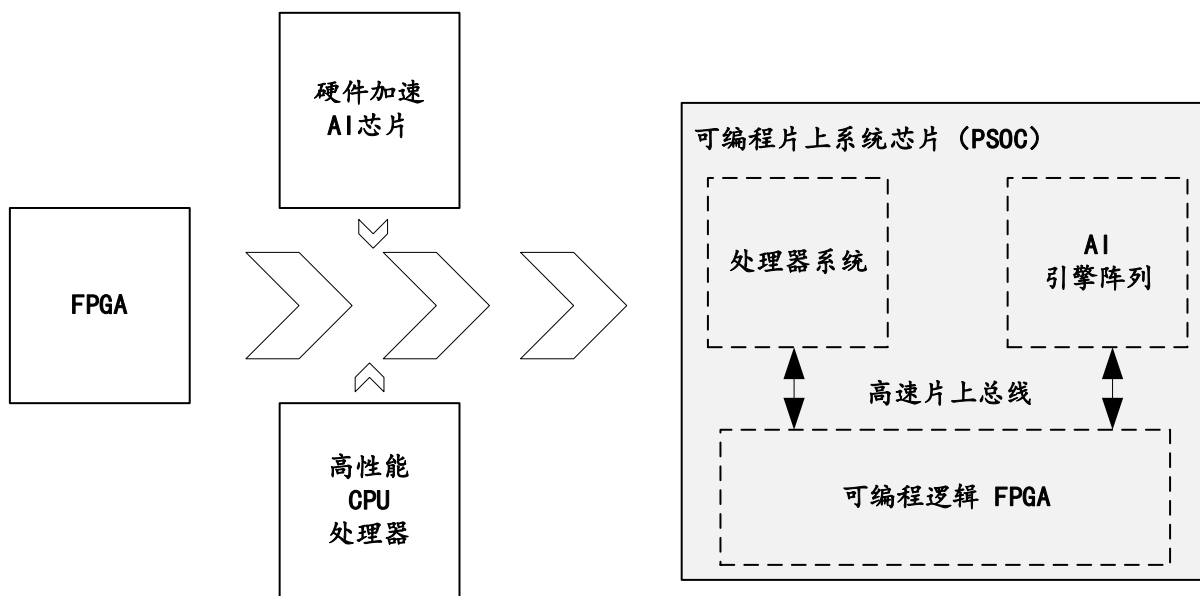 硬件加速
AI芯片
FPGA
高性能
CPU
处理器
可编程片上系统芯片（PSOC）
处理器系统
AI
引擎阵列
高速片上总线
可编程逻辑 FPGA